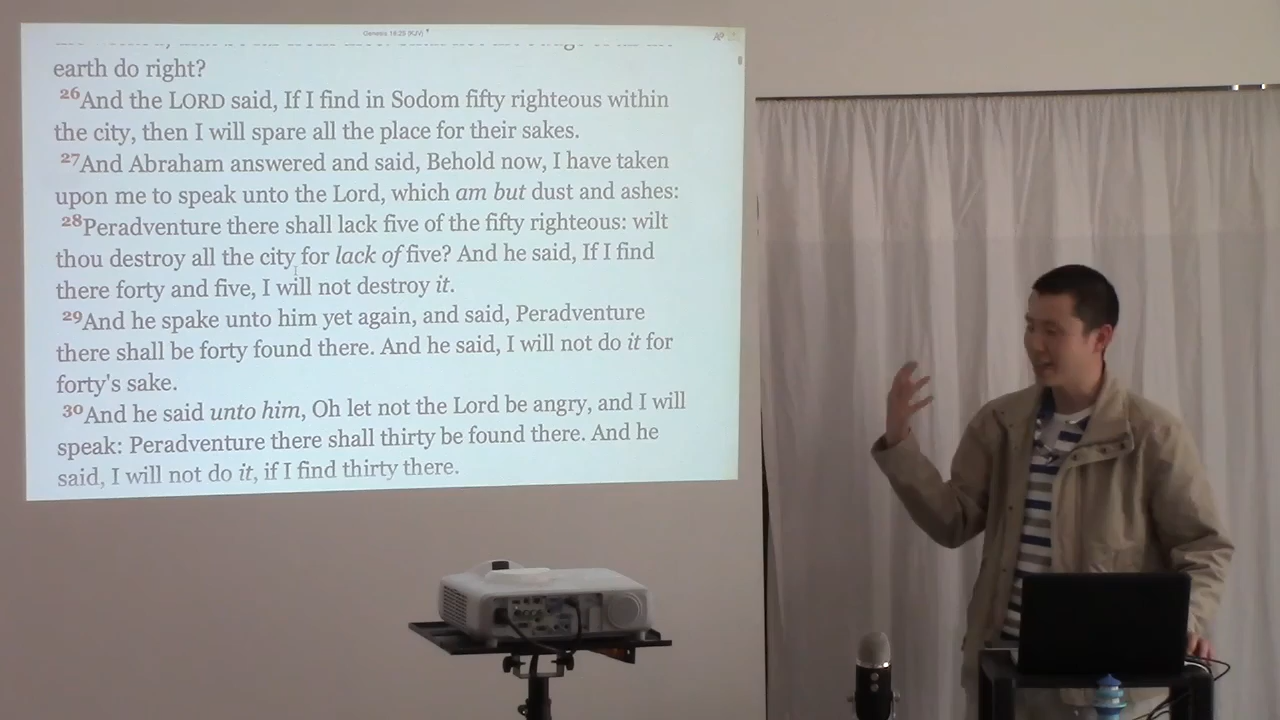 Genesis 18:25 (KJV)
earth do right?
26And the LORD said, If I find in Sodom fifty righteous within
the city, then I will spare all the place for their sakes.
27And Abraham answered and said, Behold now, I have taken
upon me to speak unto the Lord, which am but dust and ashes:
28Peradventure there shall lack five of the fifty righteous: wilt
thou destroy all the city for lack of five? And he said, If I find
there forty and five, I will not destroy it.
29And he spake unto him yet again, and said, Peradventure
there shall be forty found there. And he said, I will not do it for
forty's sake.
30And he said unto him, Oh let not the Lord be angry, and I will
speak: Peradventure there shall thirty be found there. And he
said, I will not do it, if I find thirty there.